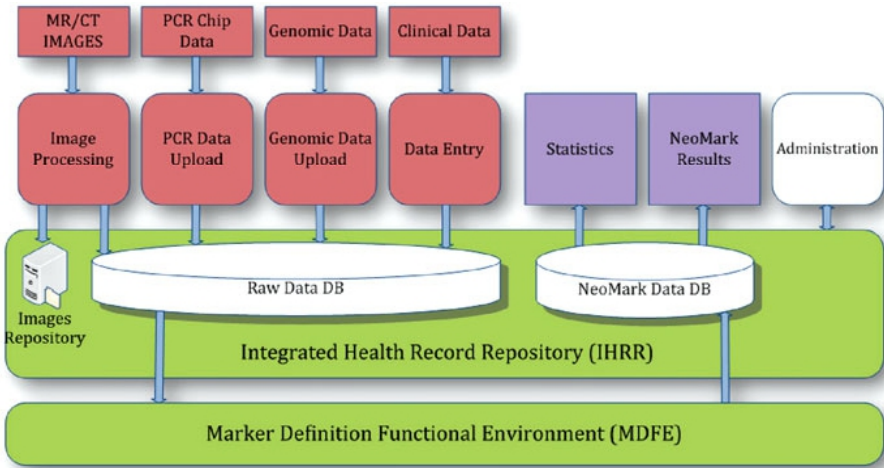 MR/CT
IMAGES
PCR Chip
Data
Genomic Data
Clinical Data
Image
Processing
PCR Data
Upload
Genomic Data
Upload
Data Entry
Statistics
NeoMark
Results
Administration
Images
Repository
Raw Data DB
NeoMark Data DB
Integrated Health Record Repository (IHRR)
Marker Definition Functional Environment (MDFE)